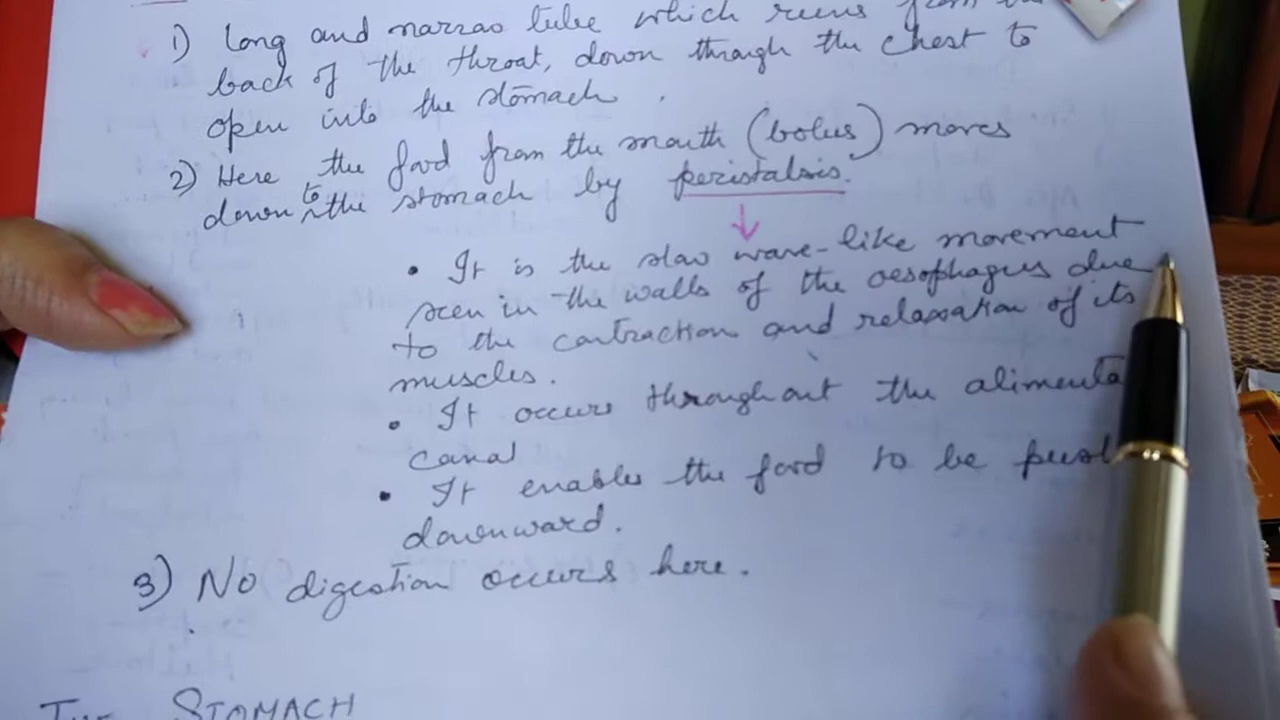 1) Long and narrao tube which runs from
back of the throat, down through the chest to
open into the stomach .
2) Here the food from the mouth (bolus) moves
down to the stomach by peristalsis.
• It is the slow wave-like movement
seen in the walls of the oesophagus due
to the contraction and relaxation of its
muscles.
• It occurs throughout the alimenta
canal
• It enables the food to be push
downward.
3) No digestion occurs here.
STOMACH